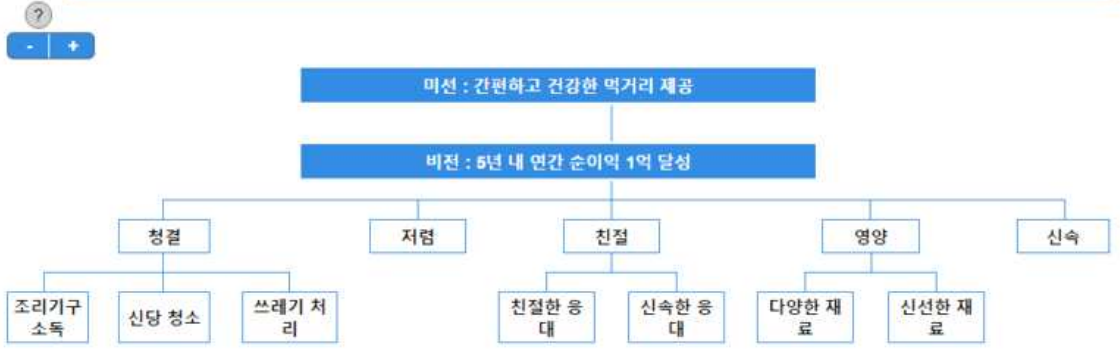 ?
- +
미션 : 간편하고 건강한 먹거리 제공
비전 : 5년 내 연간 순이익 1억 달성
청결
저렴
친절
영양
신속
조리기구
소독
신당 청소
쓰레기 처
리
친절한 응
대
신속한 응
대
다양한 재
료
신선한 재
료